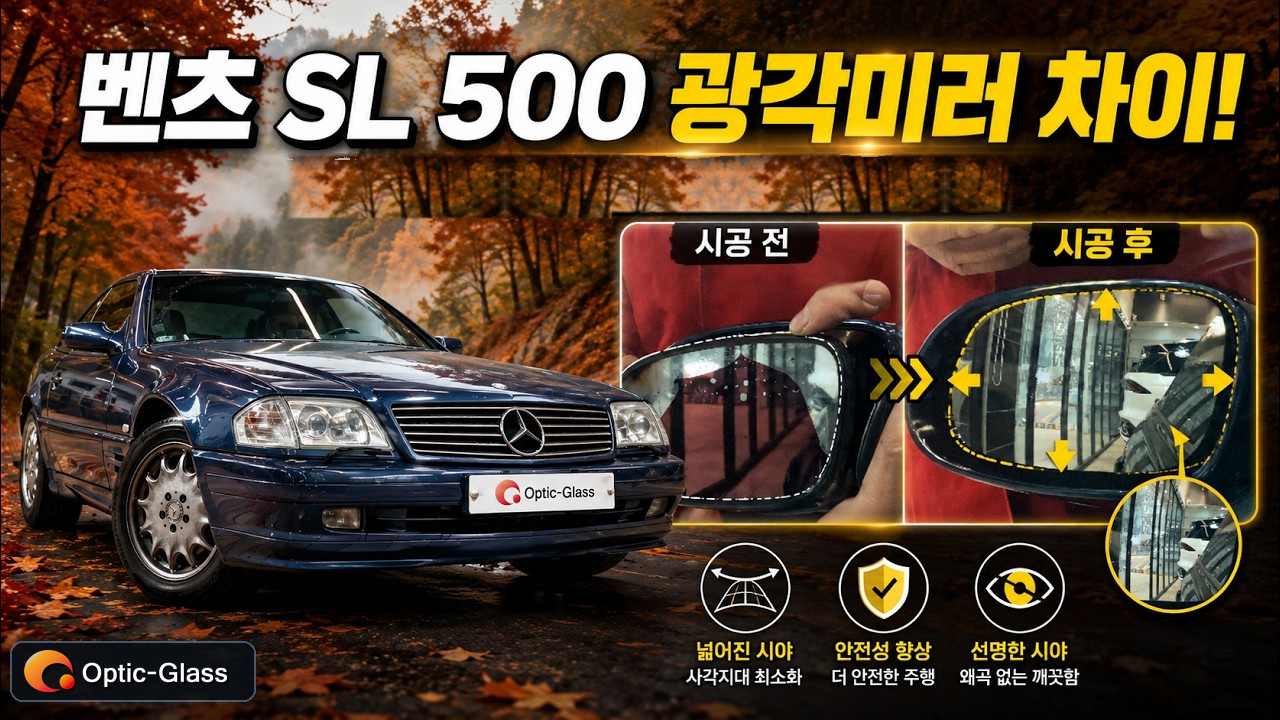 벤츠 SL 500 광각미러 차이!
시공 전
시공 후
Optic-Glass
넓어진 시야
사각지대 최소화
안전성 향상
더 안전한 주행
선명한 시야
왜곡 없는 깨끗함
Optic-Glass